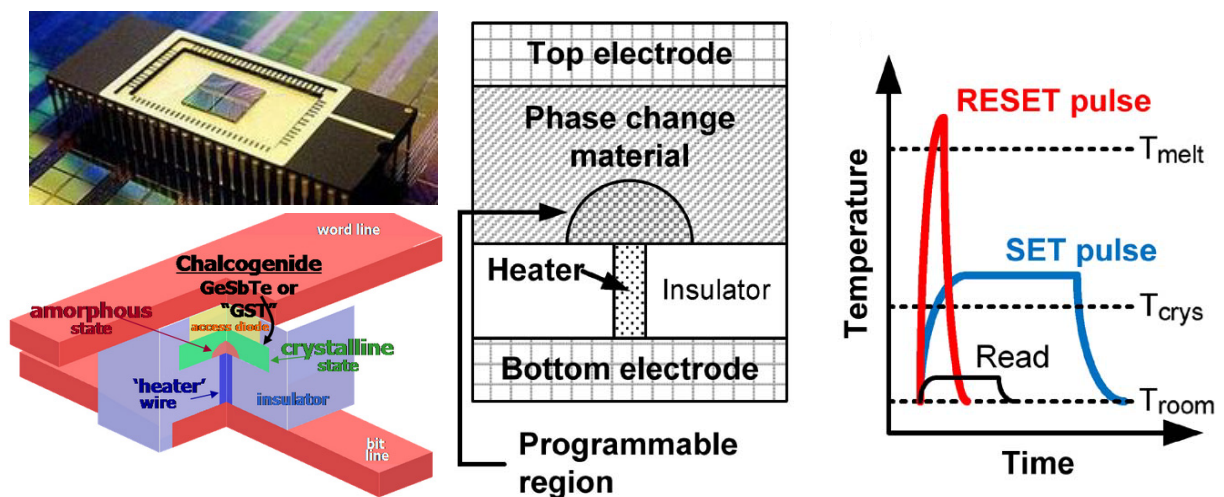 word line
Chalcogenide
GeSbTe or
"GST"
amorphous
state
access diode
crystalline
state
'heater'
wire
insulator
bit
line
Top electrode
Phase change
material
Heater
Insulator
Bottom electrode
Programmable
region
Temperature
RESET pulse
T_melt
SET pulse
T_crys
Read
T_room
Time